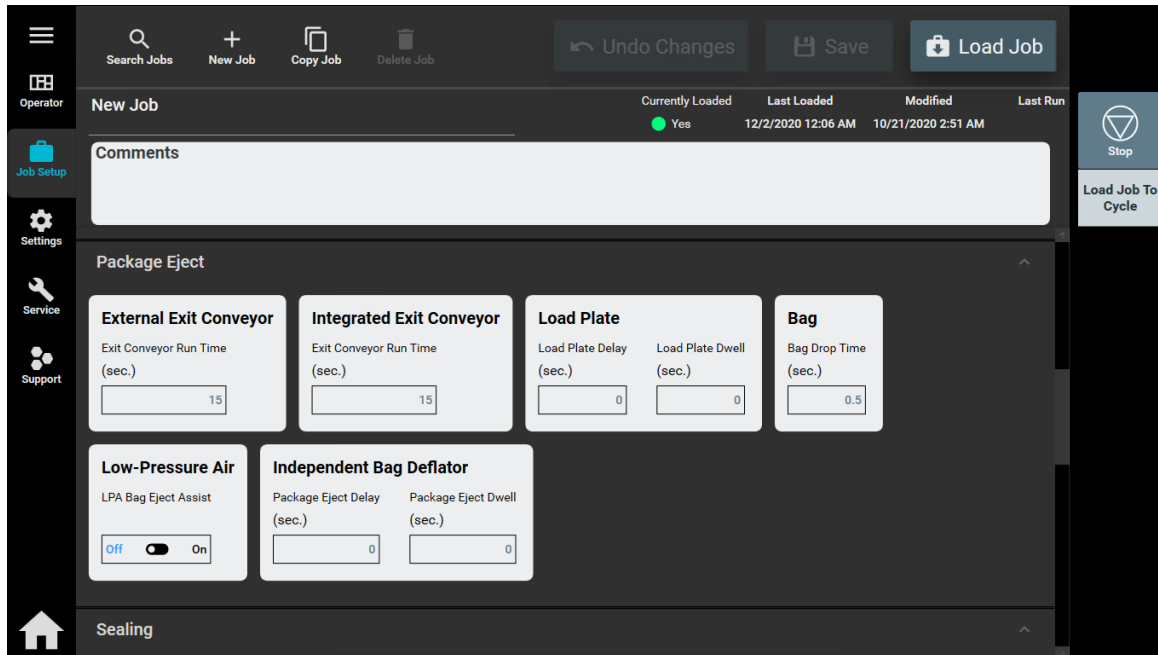 Search Jobs
New Job
Copy Job
Delete Job
Undo Changes
Save
Load Job
Operator
Job Setup
Settings
Service
Support
New Job
Currently Loaded
Yes
Last Loaded
12/2/2020 12:06 AM
Modified
10/21/2020 2:51 AM
Last Run
Comments
Stop
Load Job To
Cycle
Package Eject
External Exit Conveyor
Exit Conveyor Run Time
(sec.)
15
Integrated Exit Conveyor
Exit Conveyor Run Time
(sec.)
15
Load Plate
Load Plate Delay
(sec.)
0
Load Plate Dwell
(sec.)
0
Bag
Bag Drop Time
(sec.)
0.5
Low-Pressure Air
LPA Bag Eject Assist
Off On
Independent Bag Deflator
Package Eject Delay
(sec.)
0
Package Eject Dwell
(sec.)
0
Sealing